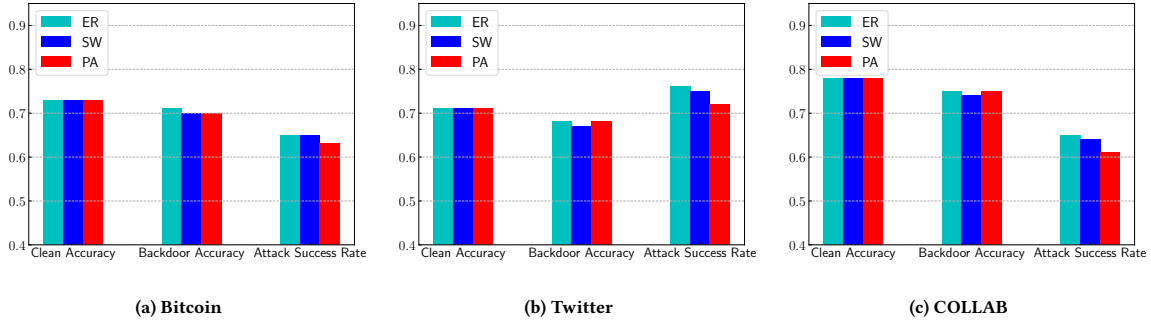 0.9
0.8
0.7
0.6
0.5
0.4
ER
SW
PA
Clean Accuracy Backdoor Accuracy Attack Success Rate
(a) Bitcoin
0.9
0.8
0.7
0.6
0.5
0.4
ER
SW
PA
Clean Accuracy Backdoor Accuracy Attack Success Rate
(b) Twitter
0.9
0.8
0.7
0.6
0.5
0.4
ER
SW
PA
Clean Accuracy Backdoor Accuracy Attack Success Rate
(c) COLLAB